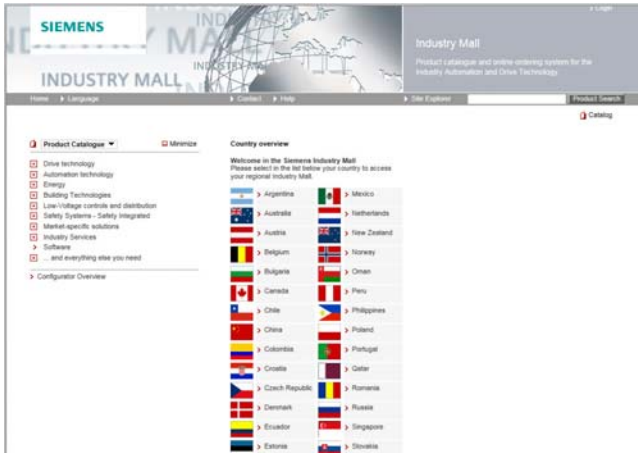 Login
SIEMENS
INDUSTRY MALL
Industry Mall
Product catalogue and online-ordering system for the
Industry Automation and Drive Technology.
Home Language Contact Help Site Explorer Product Search
Catalog
Product Catalogue Minimize
Drive technology
Automation technology
Energy
Building Technologies
Low-Voltage controls and distribution
Safety Systems - Safety Integrated
Market-specific solutions
Industry Services
Software
... and everything else you need
Configurator Overview
Country overview
Welcome in the Siemens Industry Mall
Please select in the list below your country to access
your regional Industry Mall.
Argentina Mexico
Australia Netherlands
Austria New Zealand
Belgium Norway
Bulgaria Oman
Canada Peru
Chile Philippines
China Poland
Colombia Portugal
Croatia Qatar
Czech Republic Romania
Denmark Russia
Ecuador Singapore
Estonia Slovakia